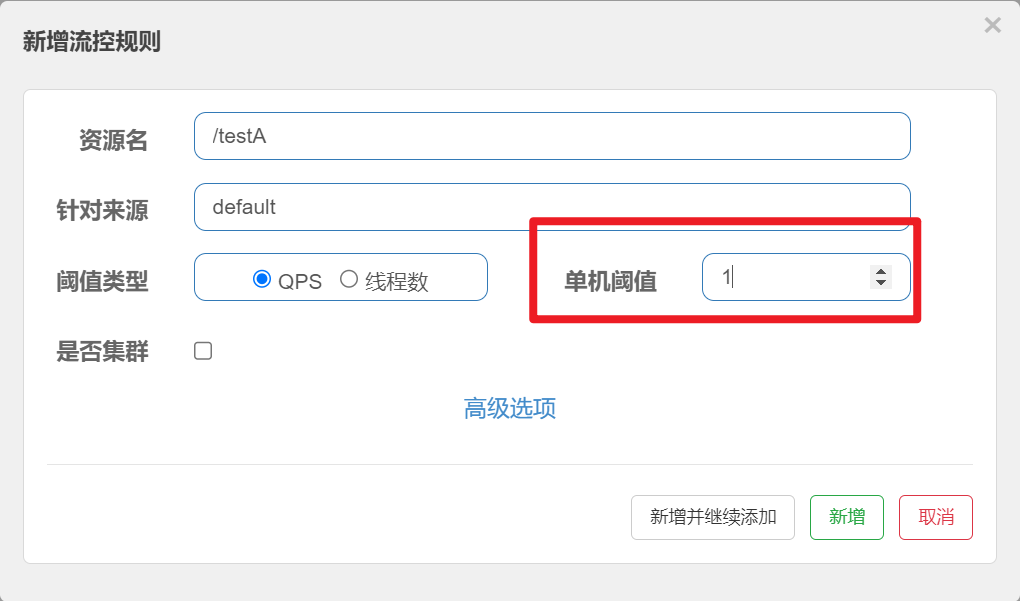 新增流控规则
×
资源名 /testA
针对来源 default
阈值类型 QPS 线程数 单机阈值 1
是否集群
高级选项
新增并继续添加 新增 取消